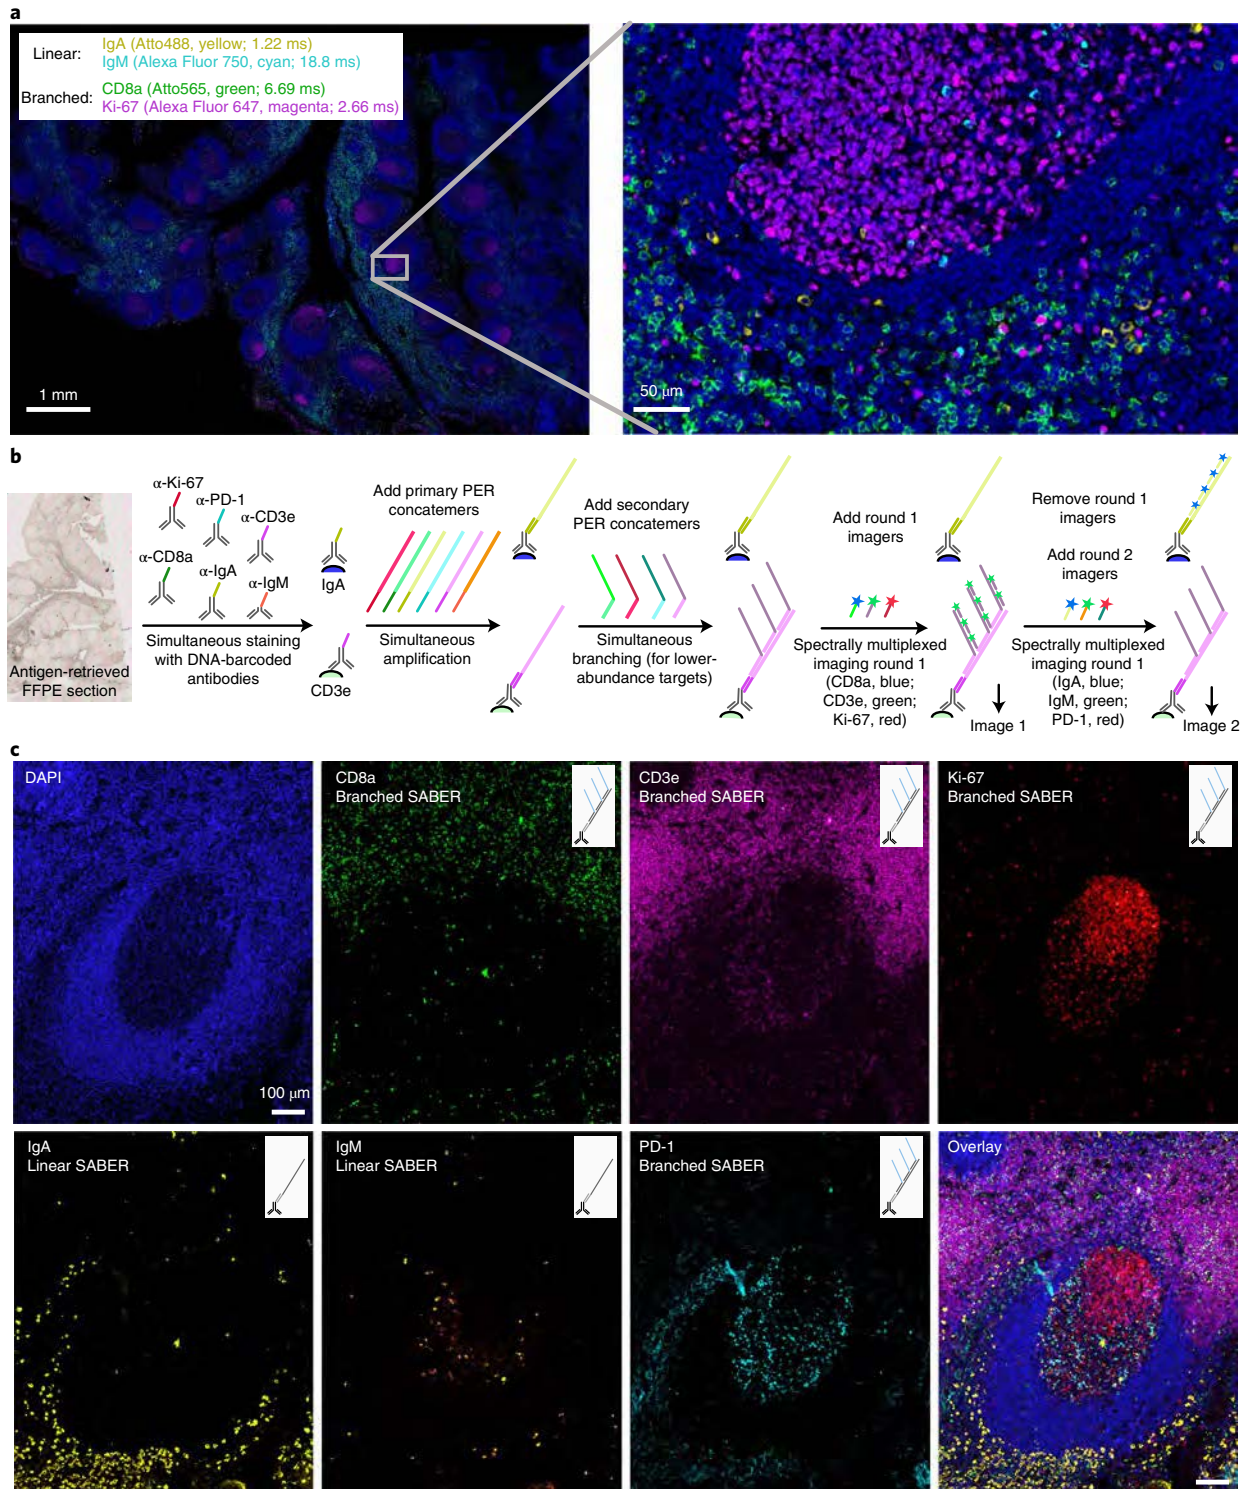 a
Linear:
IgA (Atto488, yellow; 1.22 ms)
IgM (Alexa Fluor 750, cyan; 18.8 ms)
Branched:
CD8a (Atto565, green; 6.69 ms)
Ki-67 (Alexa Fluor 647, magenta; 2.66 ms)
1 mm
50 μm
b
Antigen-retrieved
FFPE section
α-Ki-67
α-PD-1
α-CD3e
α-CD8a
α-IgA
α-IgM
Simultaneous staining
with DNA-barcoded
antibodies
IgA
CD3e
Add primary PER
concatemers
Simultaneous
amplification
Add secondary
PER concatemers
Simultaneous
branching (for lower-
abundance targets)
Add round 1
imagers
Spectrally multiplexed
imaging round 1
(CD8a, blue;
CD3e, green;
Ki-67, red)
Image 1
Remove round 1
imagers
Add round 2
imagers
Spectrally multiplexed
imaging round 1
(IgA, blue;
IgM, green;
PD-1, red)
Image 2
c
DAPI
100 μm
CD8a
Branched SABER
CD3e
Branched SABER
Ki-67
Branched SABER
IgA
Linear SABER
IgM
Linear SABER
PD-1
Branched SABER
Overlay